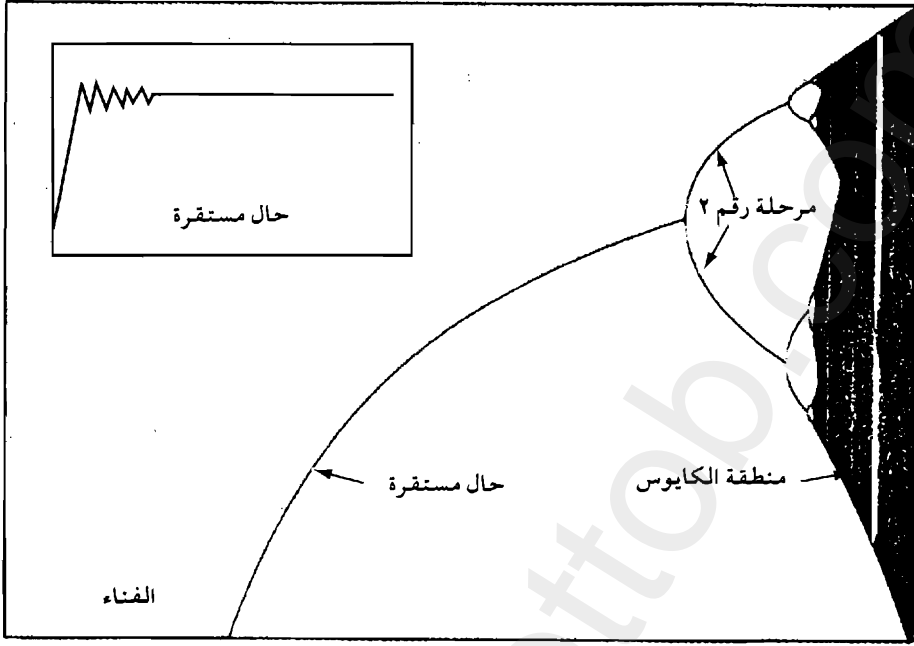 حال مستقرة
مرحلة رقم ٢
منطقة الكايوس
حال مستقرة
الفناء